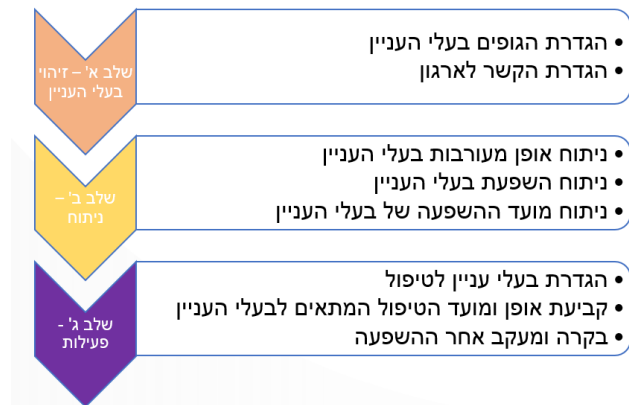 שלב א' – זיהוי
בעלי העניין
• הגדרת הגופים בעלי העניין
• הגדרת הקשר לארגון
שלב ב' –
ניתוח
• ניתוח אופן מעורבות בעלי העניין
• ניתוח השפעת בעלי העניין
• ניתוח מועד ההשפעה של בעלי העניין
שלב ג' -
פעילות
• הגדרת בעלי עניין לטיפול
• קביעת אופן ומועד הטיפול המתאים לבעלי העניין
• בקרה ומעקב אחר ההשפעה